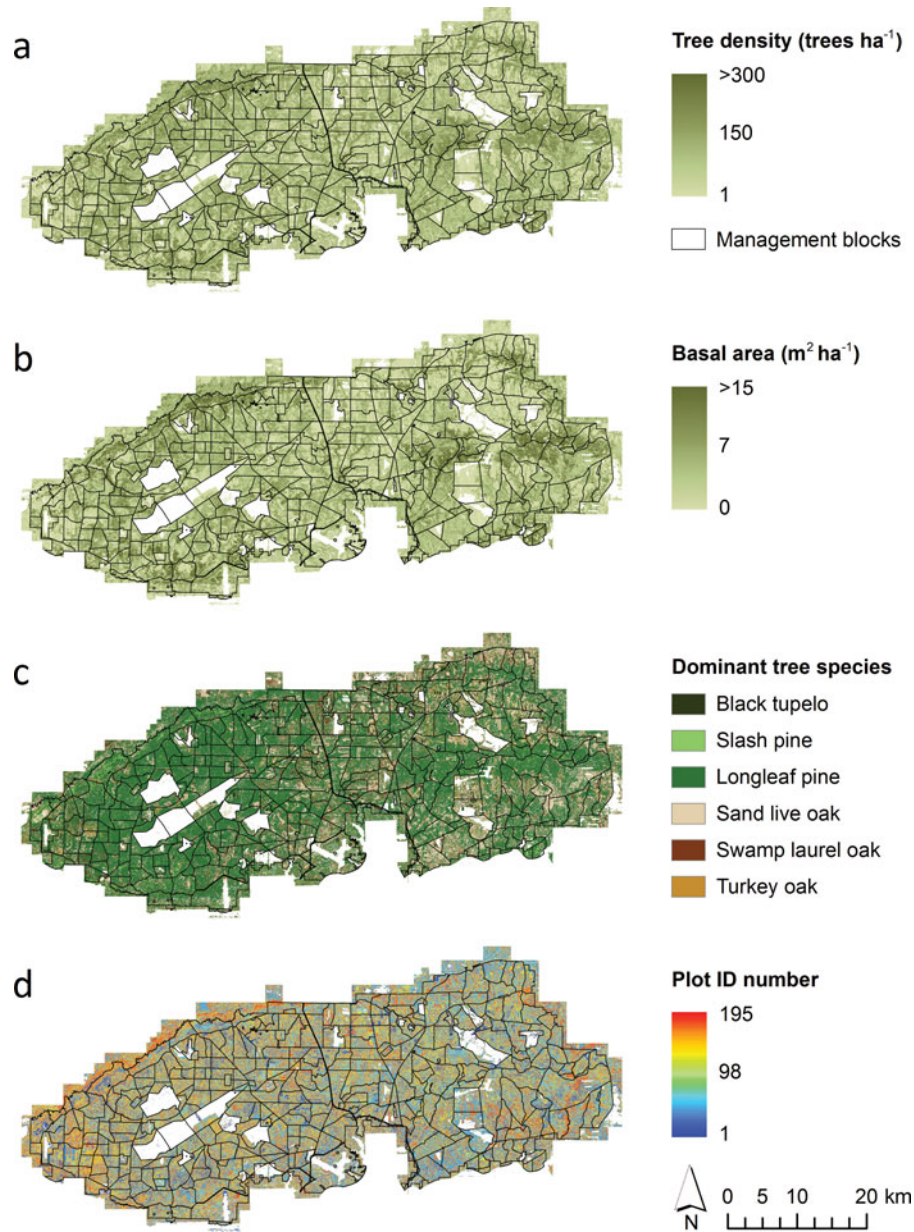 a
Tree density (trees ha⁻¹)
>300
150
1
Management blocks
b
Basal area (m² ha⁻¹)
>15
7
0
c
Dominant tree species
Black tupelo
Slash pine
Longleaf pine
Sand live oak
Swamp laurel oak
Turkey oak
d
Plot ID number
195
98
1
N
0 5 10 20 km